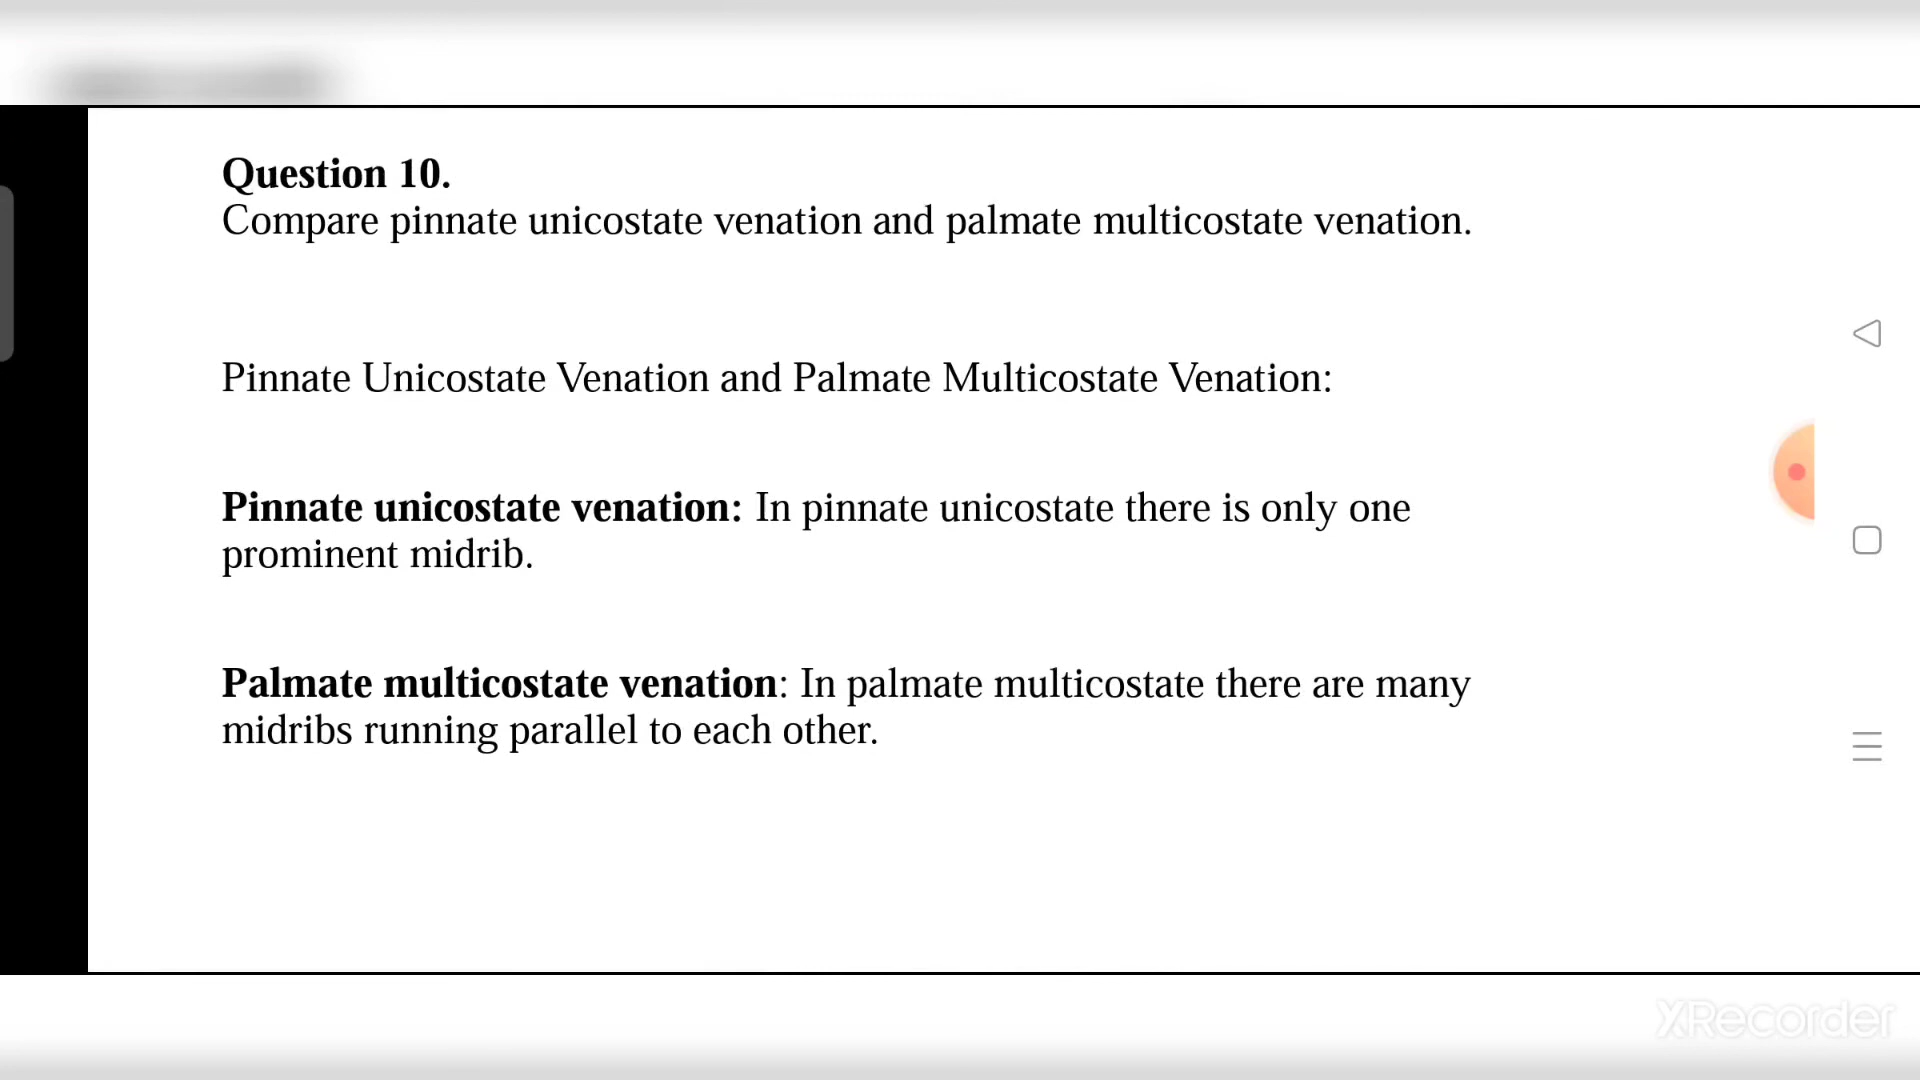 Question 10.
Compare pinnate unicostate venation and palmate multicostate venation.
Pinnate Unicostate Venation and Palmate Multicostate Venation:
Pinnate unicostate venation: In pinnate unicostate there is only one
prominent midrib.
Palmate multicostate venation: In palmate multicostate there are many
midribs running parallel to each other.
XRecorder